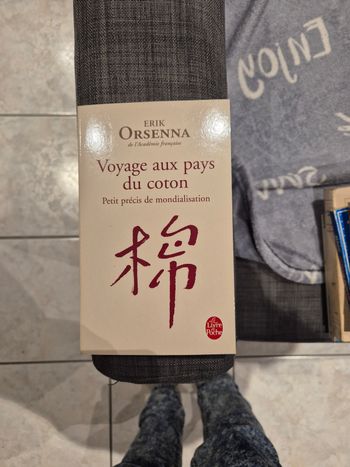 ERIK
ORSENNA
de l'Académie française
Voyage aux pays
du coton
Petit précis de mondialisation
棉
Le Livre
de Poche
Enjoy